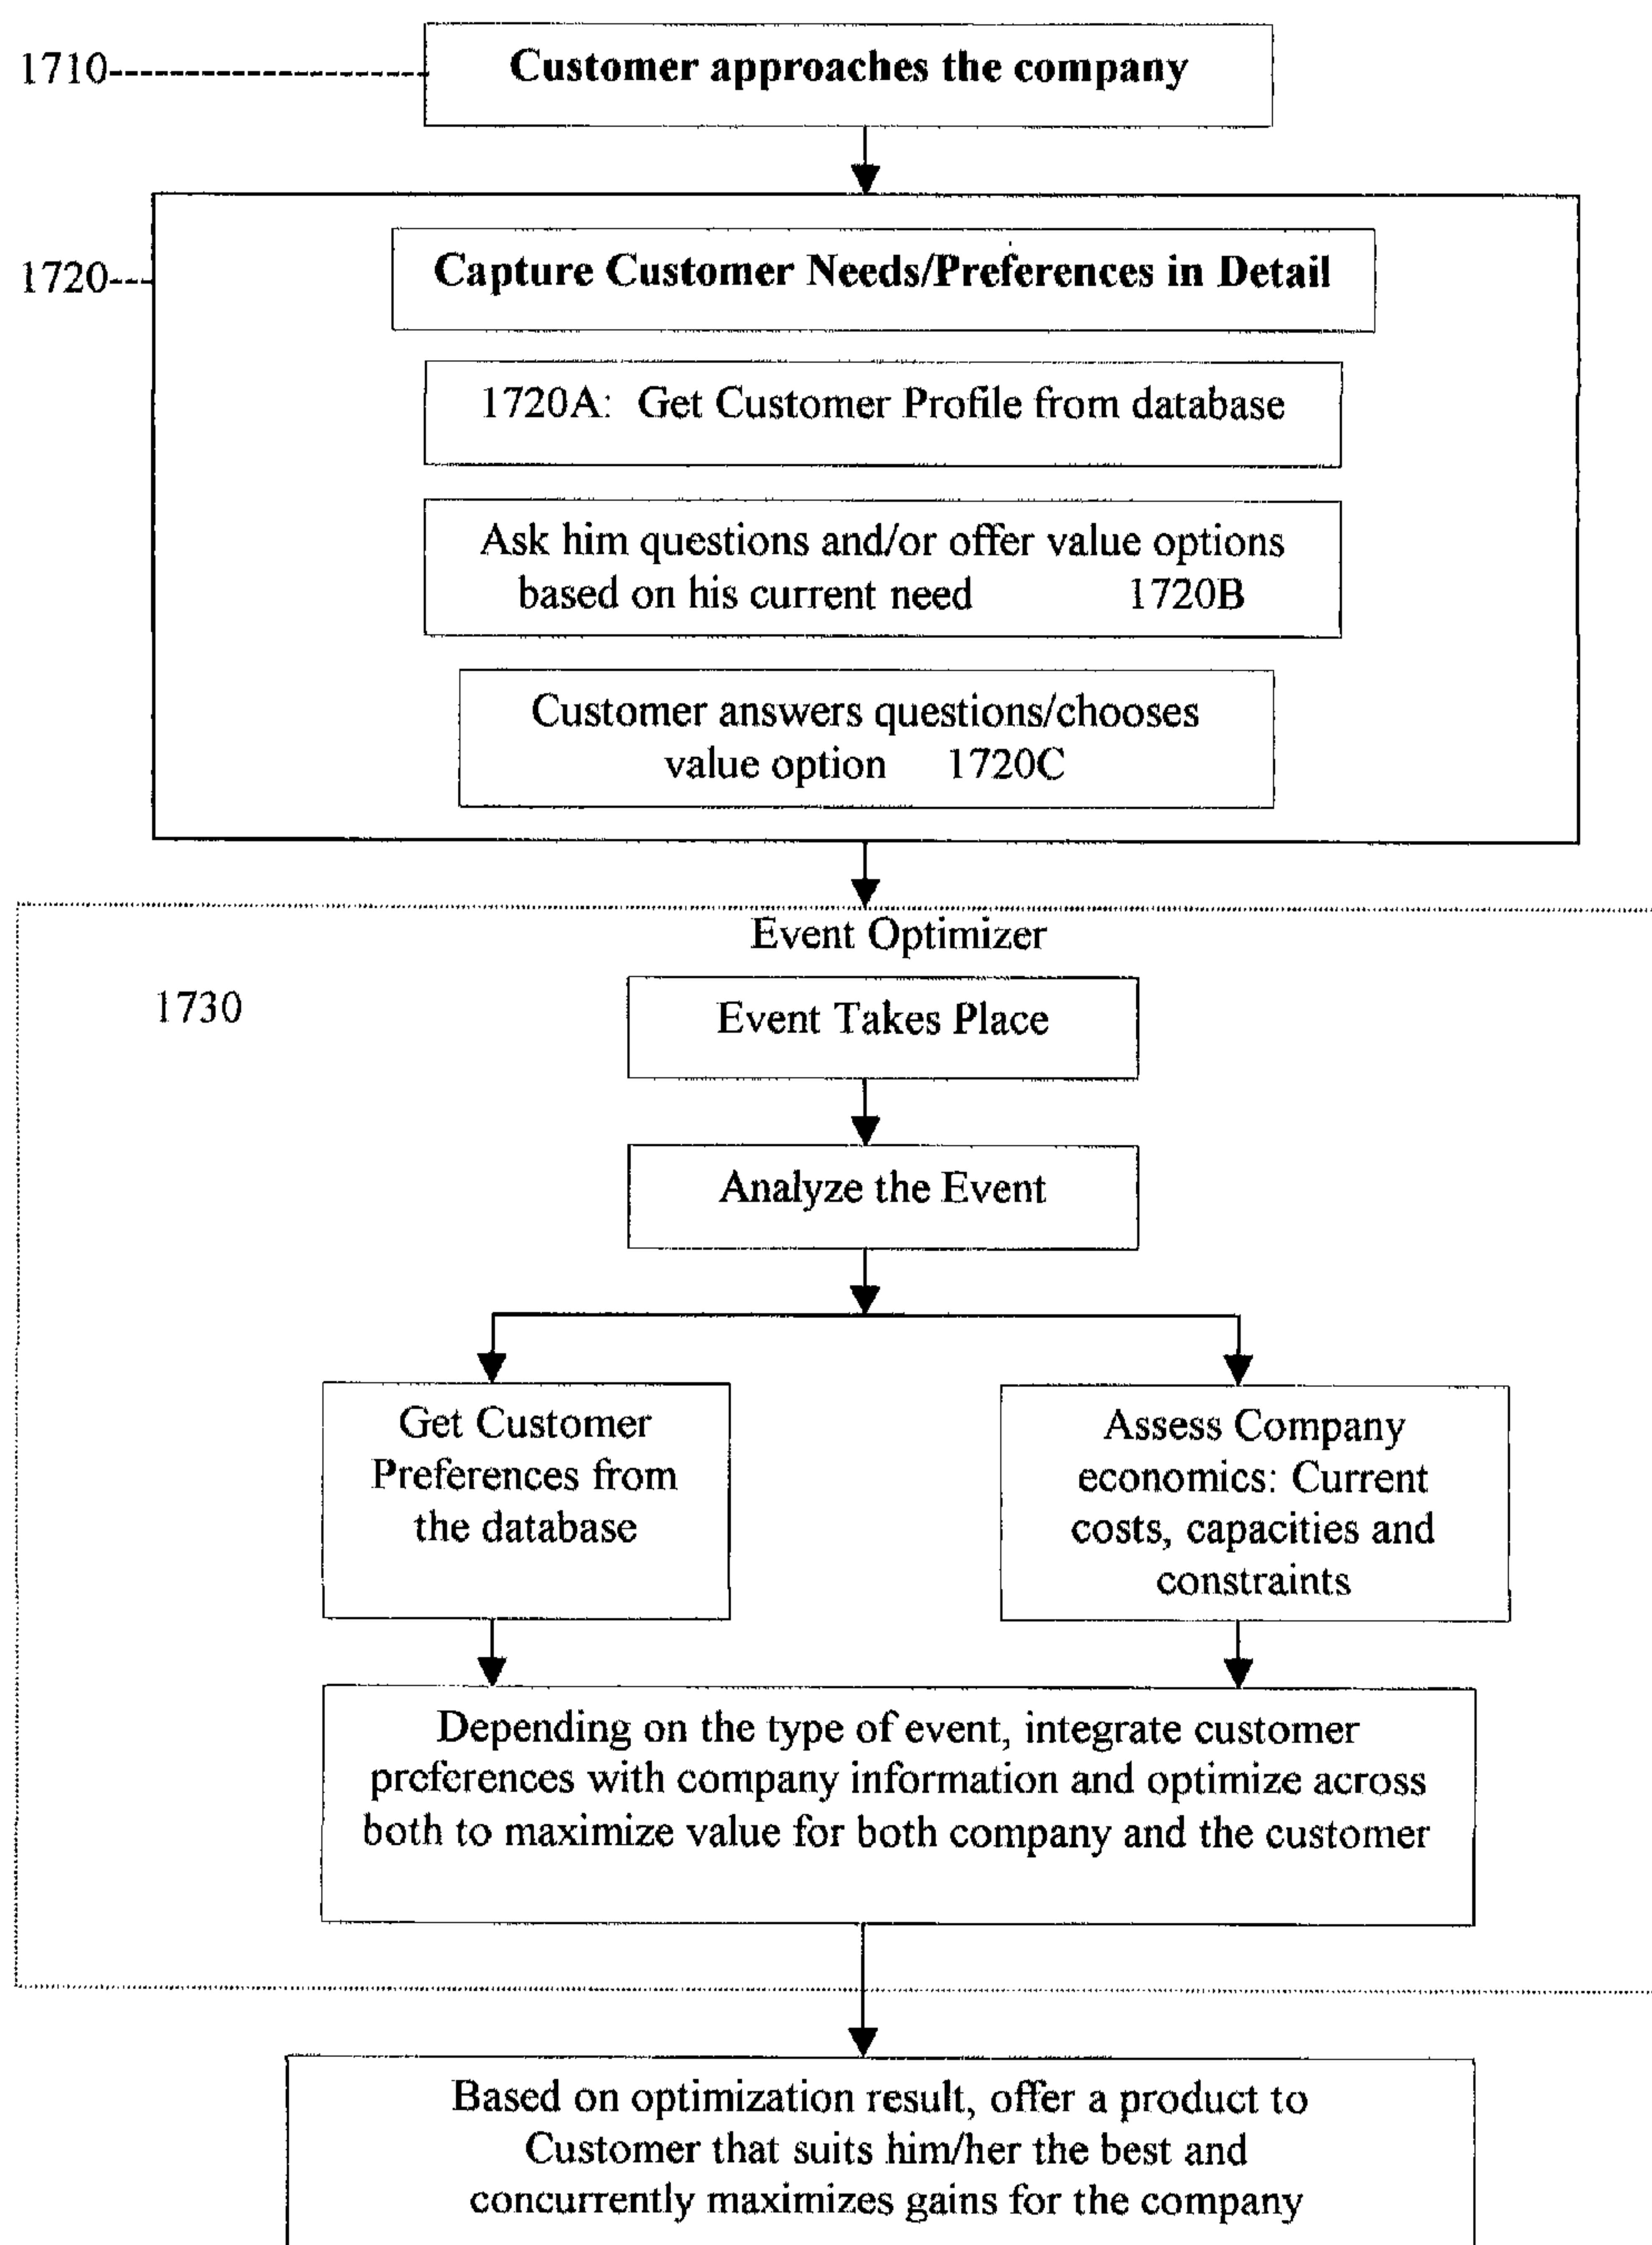 1710
Customer approaches the company
1720
Capture Customer Needs/Preferences in Detail
1720A: Get Customer Profile from database
Ask him questions and/or offer value options
based on his current need 1720B
Customer answers questions/chooses
value option 1720C
Event Optimizer
1730
Event Takes Place
Analyze the Event
Get Customer
Preferences from
the database
Assess Company
economics: Current
costs, capacities and
constraints
Depending on the type of event, integrate customer
preferences with company information and optimize across
both to maximize value for both company and the customer
Based on optimization result, offer a product to
Customer that suits him/her the best and
concurrently maximizes gains for the company